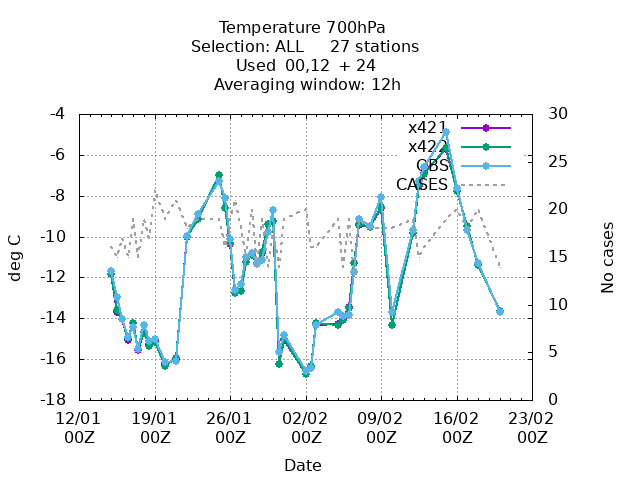 Temperature 700hPa
Selection: ALL 27 stations
Used 00,12 + 24
Averaging window: 12h
-4
-6
-8
-10
-12
-14
-16
-18
30
25
20
15
10
5
0
deg C
No cases
x421
x422
OBS
CASES
12/01 19/01 26/01 02/02 09/02 16/02 23/02
00Z 00Z 00Z 00Z 00Z 00Z 00Z
Date